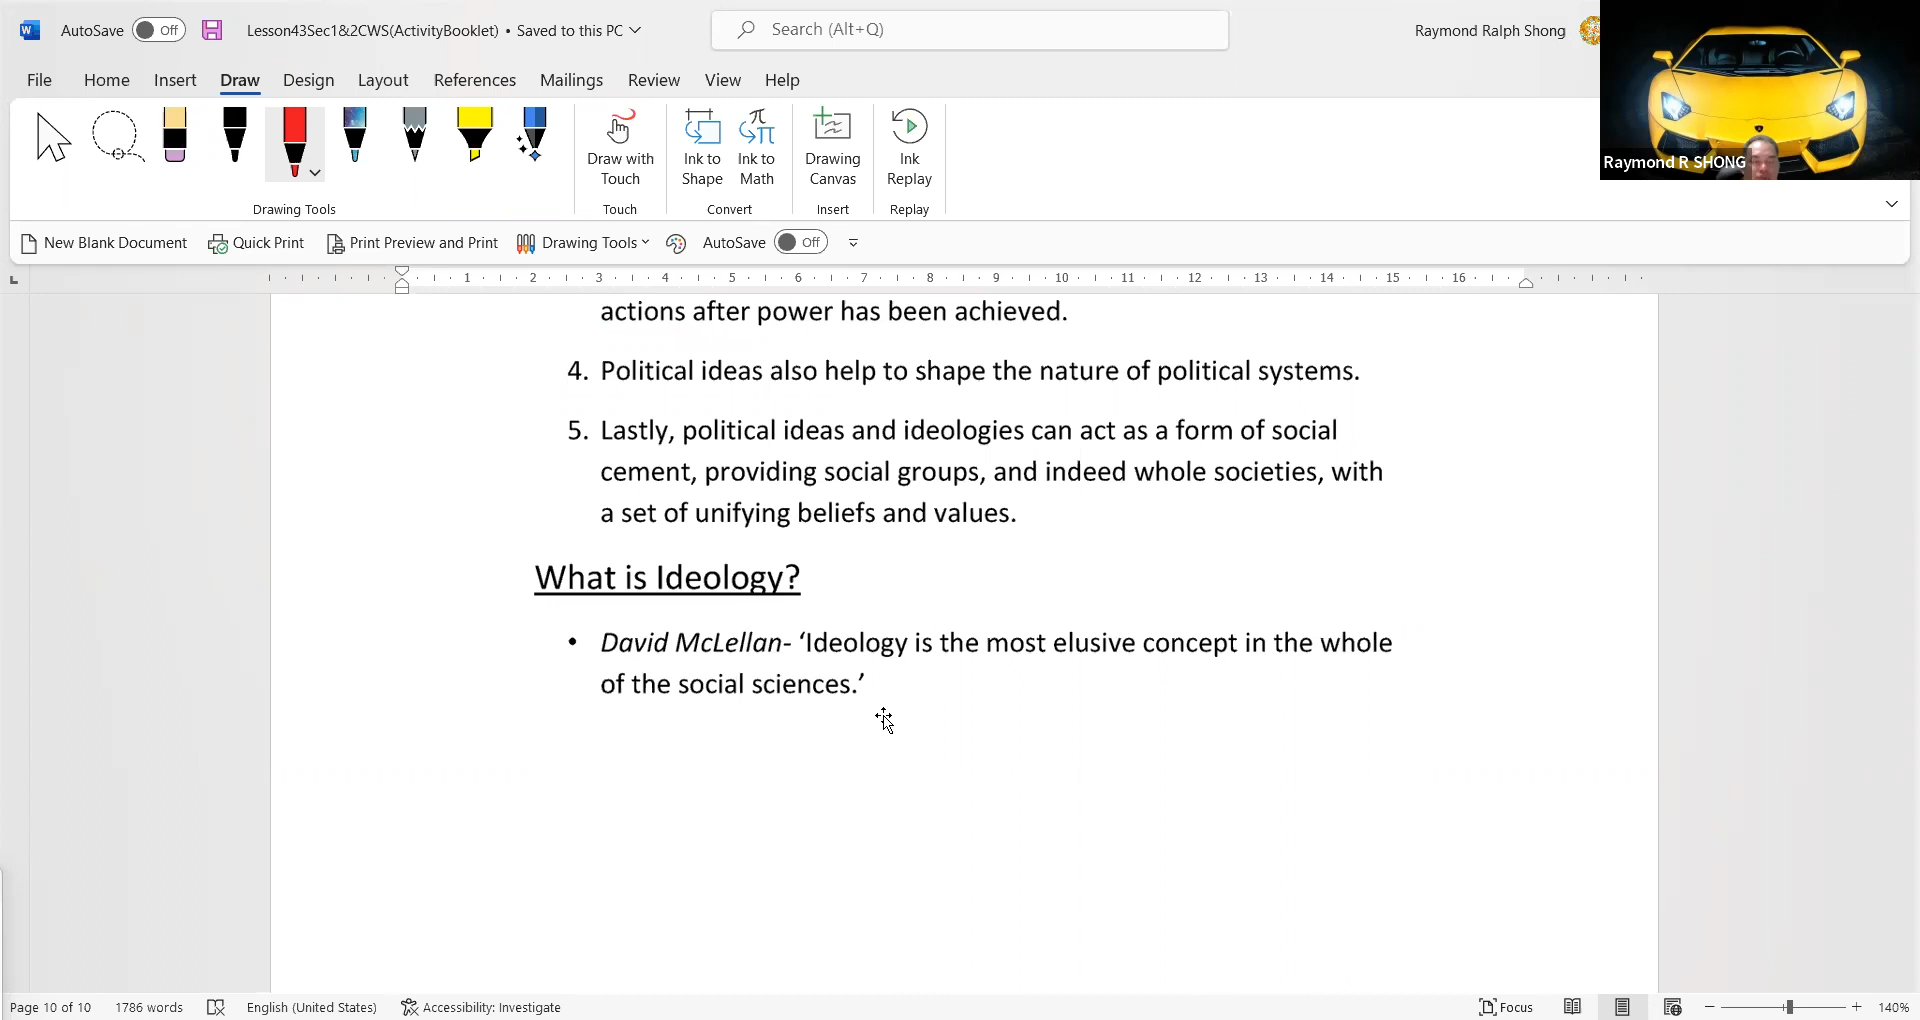 AutoSave Off Lesson43Sec1&2CWS(ActivityBooklet) • Saved to this PC Search (Alt+Q) Raymond Ralph Shong
File Home Insert Draw Design Layout References Mailings Review View Help
Draw with Touch
Ink to Shape
Ink to Math
Drawing Canvas
Ink Replay
Raymond R SHONG
Drawing Tools Touch Convert Insert Replay
New Blank Document Quick Print Print Preview and Print Drawing Tools AutoSave Off
1 2 3 4 5 6 7 8 9 10 11 12 13 14 15 16
actions after power has been achieved.
4. Political ideas also help to shape the nature of political systems.
5. Lastly, political ideas and ideologies can act as a form of social
cement, providing social groups, and indeed whole societies, with
a set of unifying beliefs and values.
What is Ideology?
• David McLellan- ‘Ideology is the most elusive concept in the whole
of the social sciences.’
Page 10 of 10 1786 words English (United States) Accessibility: Investigate Focus 140%